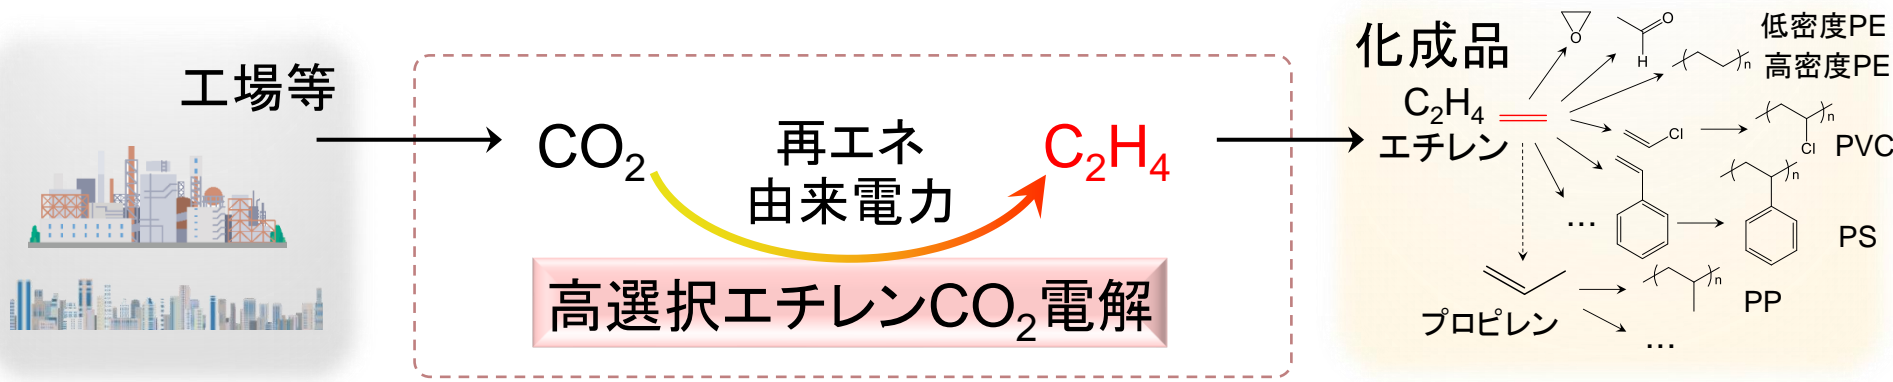 工場等
CO₂
再エネ
由来電力
C₂H₄
高選択エチレンCO₂電解
化成品
C₂H₄
エチレン
O
O
H
n
低密度PE
高密度PE
Cl
n
Cl
PVC
...
n
PS
プロピレン
n
PP
...